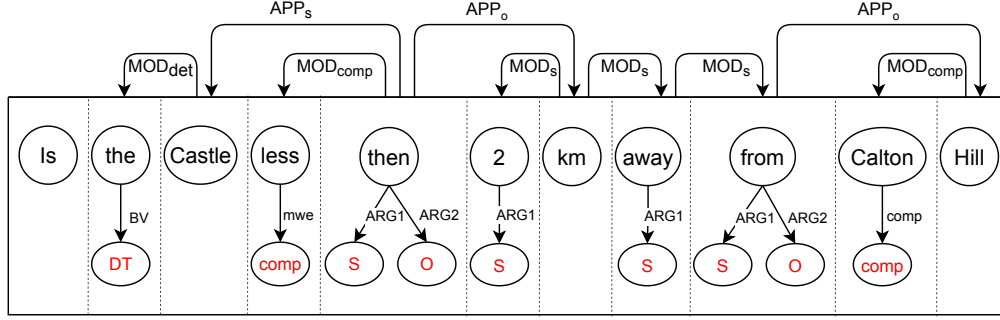 APPs APPo APPo
MODdet MODcomp MODs MODs MODs MODcomp
Is the Castle less then 2 km away from Calton Hill
BV mwe ARG1 ARG2 ARG1 ARG1 ARG1 ARG2 comp
DT comp S O S S S O comp